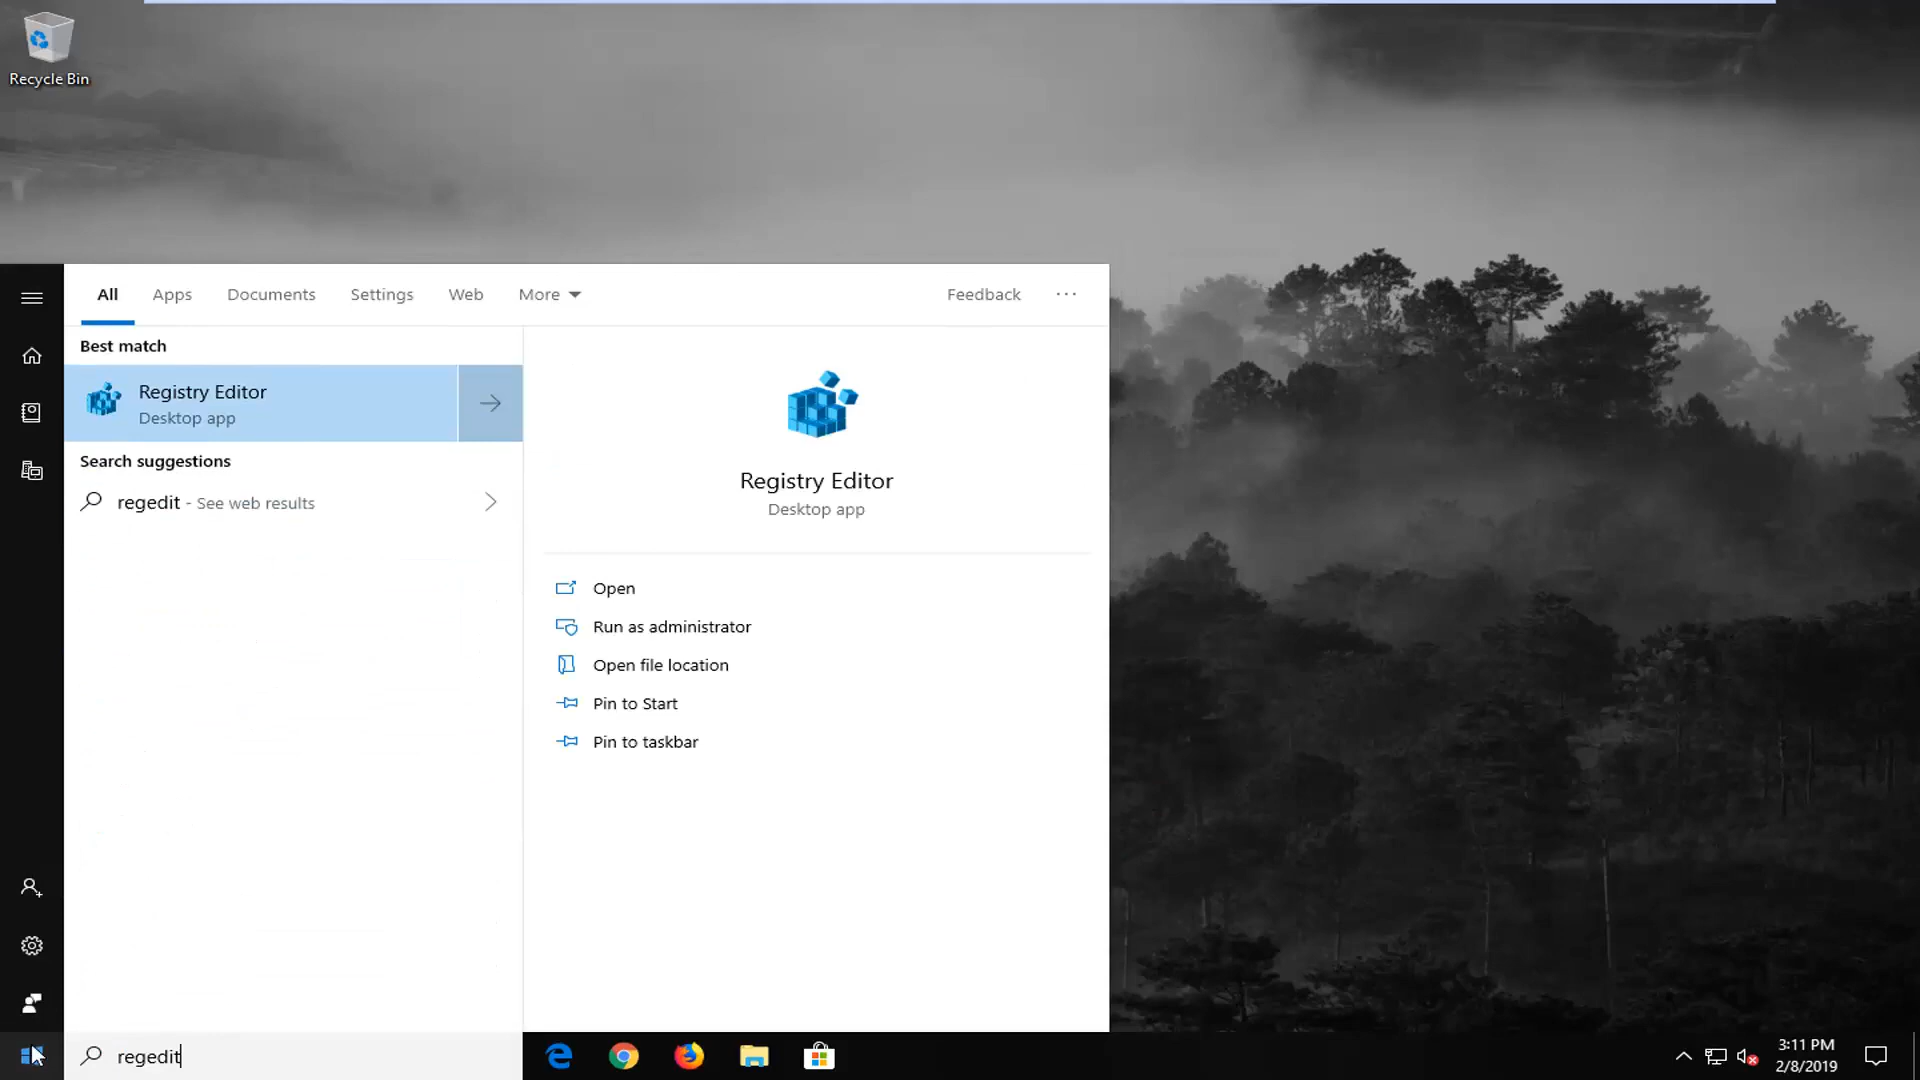 Recycle Bin
All Apps Documents Settings Web More Feedback ···
Best match
Registry Editor
Desktop app
Search suggestions
regedit - See web results
Registry Editor
Desktop app
Open
Run as administrator
Open file location
Pin to Start
Pin to taskbar
regedit
3:11 PM
2/8/2019